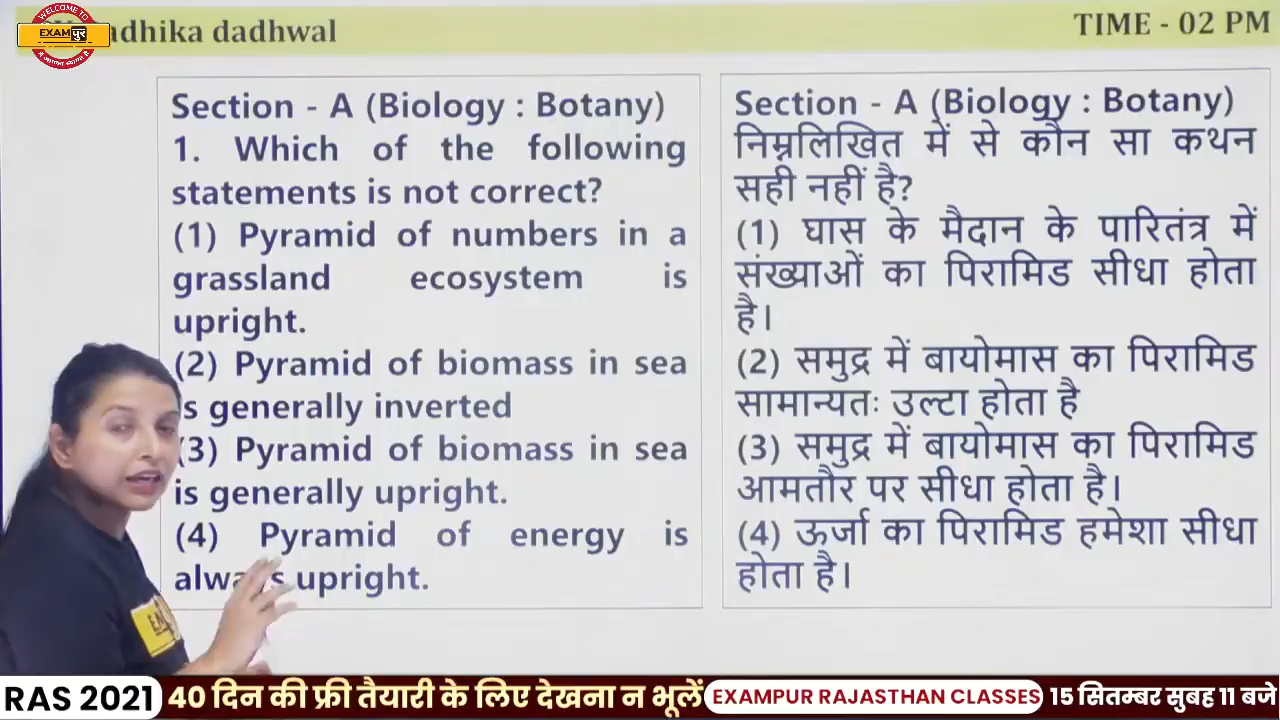 WELCOME TO
EXAMपुर
adhika dadhwal
TIME - 02 PM
Section - A (Biology : Botany)
1. Which of the following
statements is not correct?
(1) Pyramid of numbers in a
grassland ecosystem is
upright.
(2) Pyramid of biomass in sea
is generally inverted
(3) Pyramid of biomass in sea
is generally upright.
(4) Pyramid of energy is
always upright.
Section - A (Biology : Botany)
निम्नलिखित में से कौन सा कथन
सही नहीं है?
(1) घास के मैदान के पारितंत्र में
संख्याओं का पिरामिड सीधा होता
है।
(2) समुद्र में बायोमास का पिरामिड
सामान्यतः उल्टा होता है
(3) समुद्र में बायोमास का पिरामिड
आमतौर पर सीधा होता है।
(4) ऊर्जा का पिरामिड हमेशा सीधा
होता है।
RAS 2021 40 दिन की फ्री तैयारी के लिए देखना न भूलें EXAMPUR RAJASTHAN CLASSES 15 सितम्बर सुबह 11 बजे